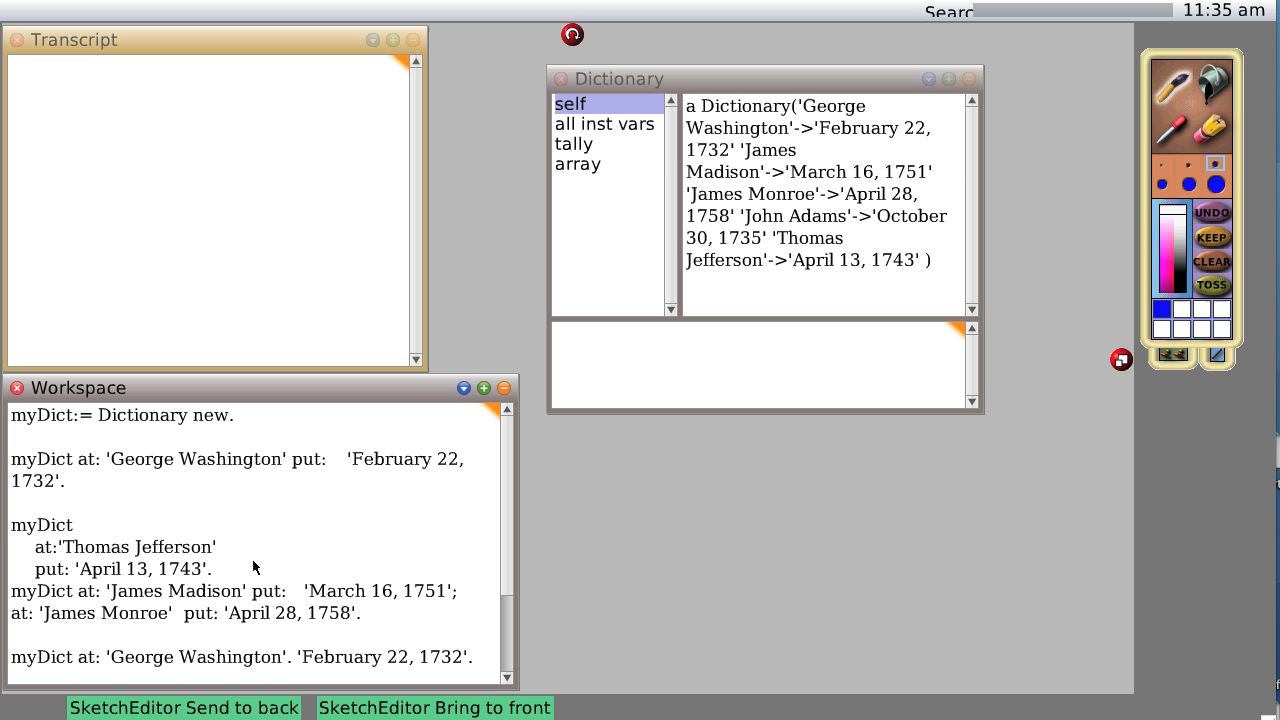 Searc
11:35 am
Transcript
Dictionary
self
all inst vars
tally
array
a Dictionary('George
Washington'->'February 22,
1732' 'James
Madison'->'March 16, 1751'
'James Monroe'->'April 28,
1758' 'John Adams'->'October
30, 1735' 'Thomas
Jefferson'->'April 13, 1743' )
UNDO
KEEP
CLEAR
TOSS
Workspace
myDict:= Dictionary new.
myDict at: 'George Washington' put: 'February 22,
1732'.
myDict
at:'Thomas Jefferson'
put: 'April 13, 1743'.
myDict at: 'James Madison' put: 'March 16, 1751';
at: 'James Monroe' put: 'April 28, 1758'.
myDict at: 'George Washington'. 'February 22, 1732'.
SketchEditor Send to back
SketchEditor Bring to front